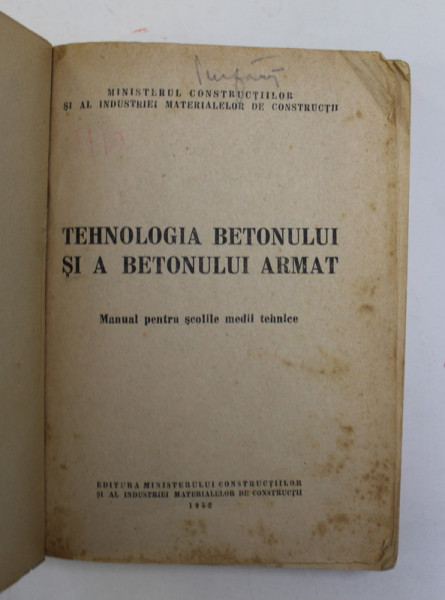 MINISTERUL CONSTRUCȚIILOR
ȘI AL INDUSTRIEI MATERIALELOR DE CONSTRUCȚII
TEHNOLOGIA BETONULUI
ȘI A BETONULUI ARMAT
Manual pentru școlile medii tehnice
EDITURA MINISTERULUI CONSTRUCȚIILOR
ȘI AL INDUSTRIEI MATERIALELOR DE CONSTRUCȚII